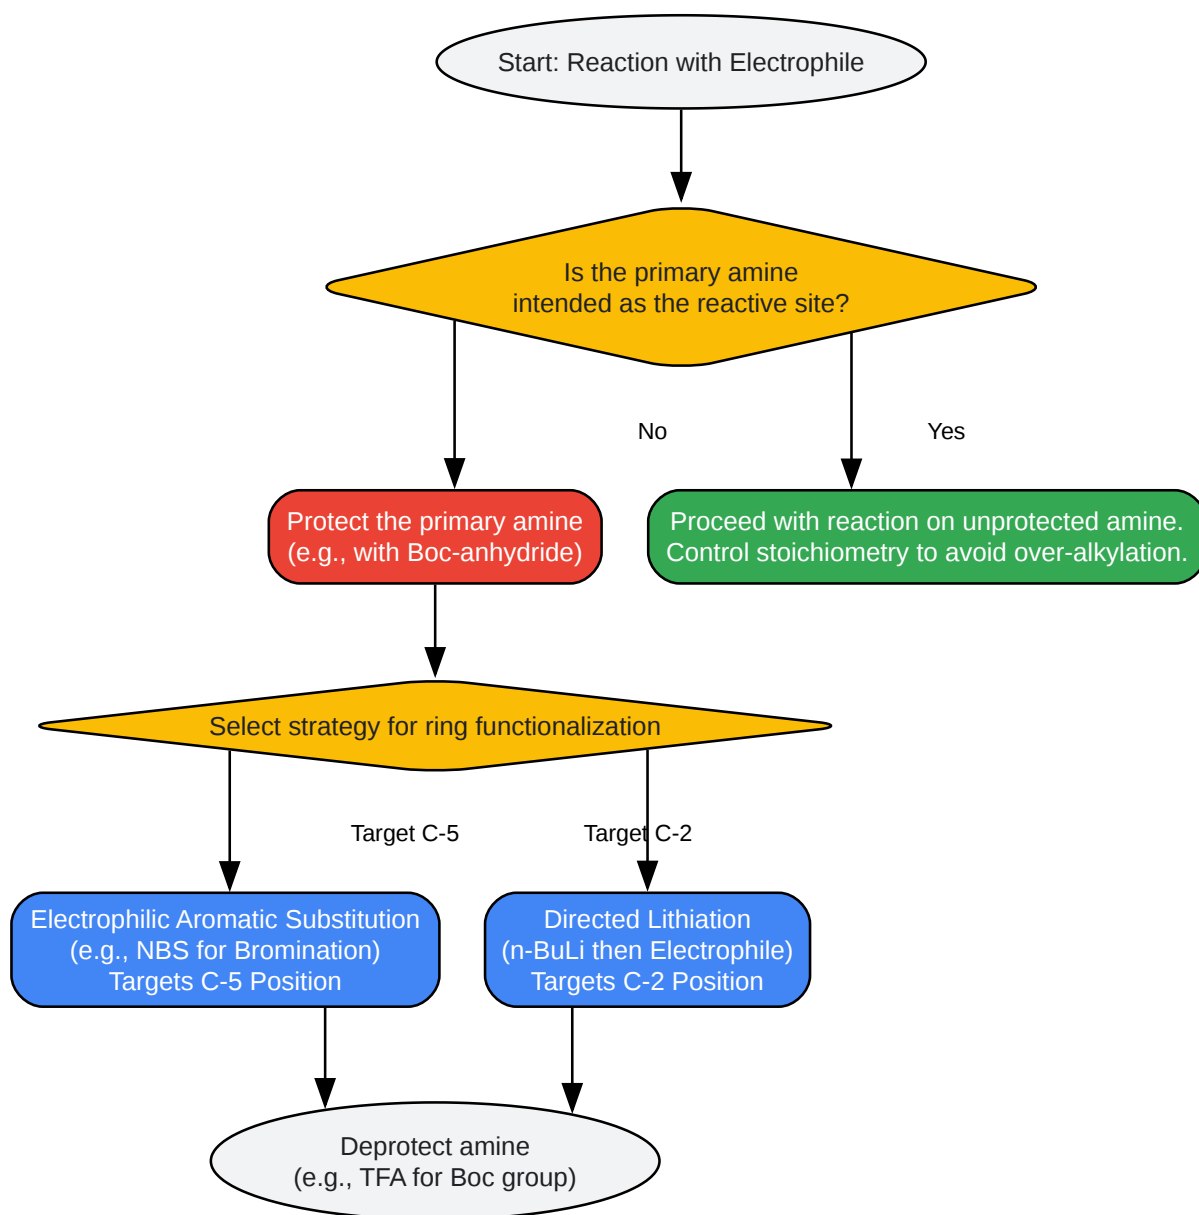 Start: Reaction with Electrophile
Is the primary amine
intended as the reactive site?
No
Yes
Protect the primary amine
(e.g., with Boc-anhydride)
Proceed with reaction on unprotected amine.
Control stoichiometry to avoid over-alkylation.
Select strategy for ring functionalization
Target C-5
Target C-2
Electrophilic Aromatic Substitution
(e.g., NBS for Bromination)
Targets C-5 Position
Directed Lithiation
(n-BuLi then Electrophile)
Targets C-2 Position
Deprotect amine
(e.g., TFA for Boc group)